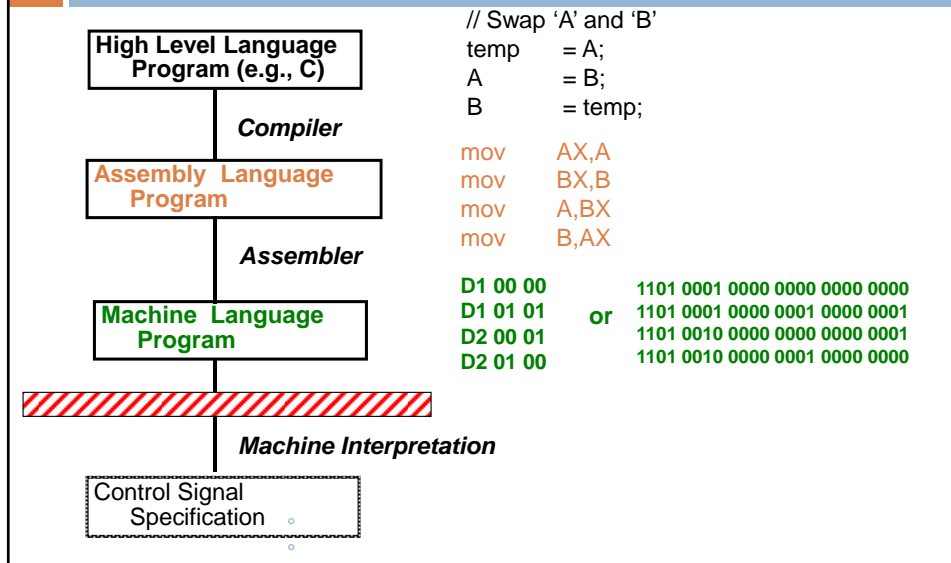 High Level Language
Program (e.g., C)
Compiler
Assembly Language
Program
Assembler
Machine Language
Program
Machine Interpretation
Control Signal
Specification
// Swap ‘A’ and ‘B’
temp = A;
A = B;
B = temp;
mov AX,A
mov BX,B
mov A,BX
mov B,AX
D1 00 00
D1 01 01
D2 00 01
D2 01 00
or
1101 0001 0000 0000 0000 0000
1101 0001 0000 0001 0000 0001
1101 0010 0000 0000 0000 0001
1101 0010 0000 0001 0000 0000